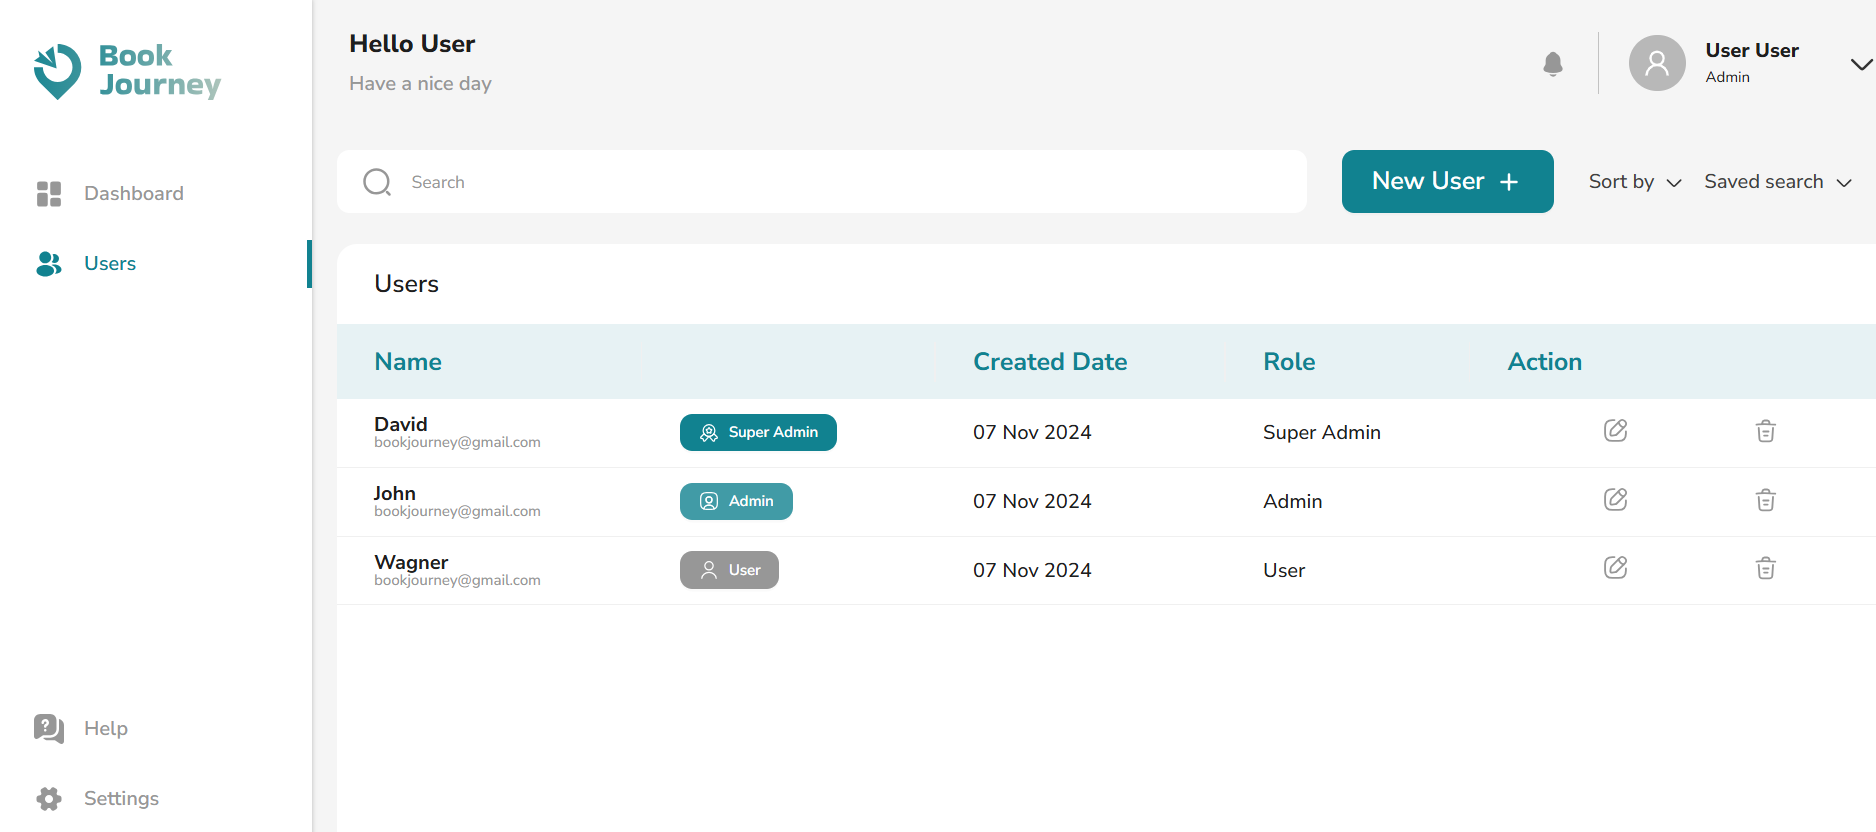 Book
Journey
Dashboard
Users
Help
Settings
Hello User
Have a nice day
User User
Admin
Search
New User +
Sort by
Saved search
Users
Name Created Date Role Action
David
bookjourney@gmail.com
Super Admin 07 Nov 2024 Super Admin
John
bookjourney@gmail.com
Admin 07 Nov 2024 Admin
Wagner
bookjourney@gmail.com
User 07 Nov 2024 User